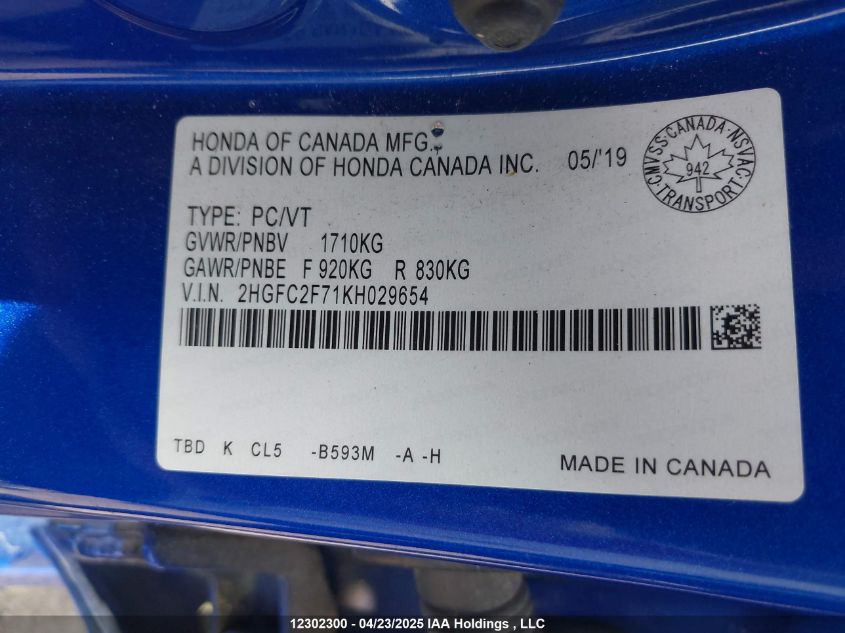 HONDA OF CANADA MFG.,
A DIVISION OF HONDA CANADA INC. 05/'19
CMVSS·CANADA·NSVAC
942
·TRANSPORT·
TYPE: PC/VT
GVWR/PNBV 1710KG
GAWR/PNBE F 920KG R 830KG
V.I.N. 2HGFC2F71KH029654
TBD K CL5 -B593M -A -H
MADE IN CANADA
12302300 - 04/23/2025 IAA Holdings , LLC